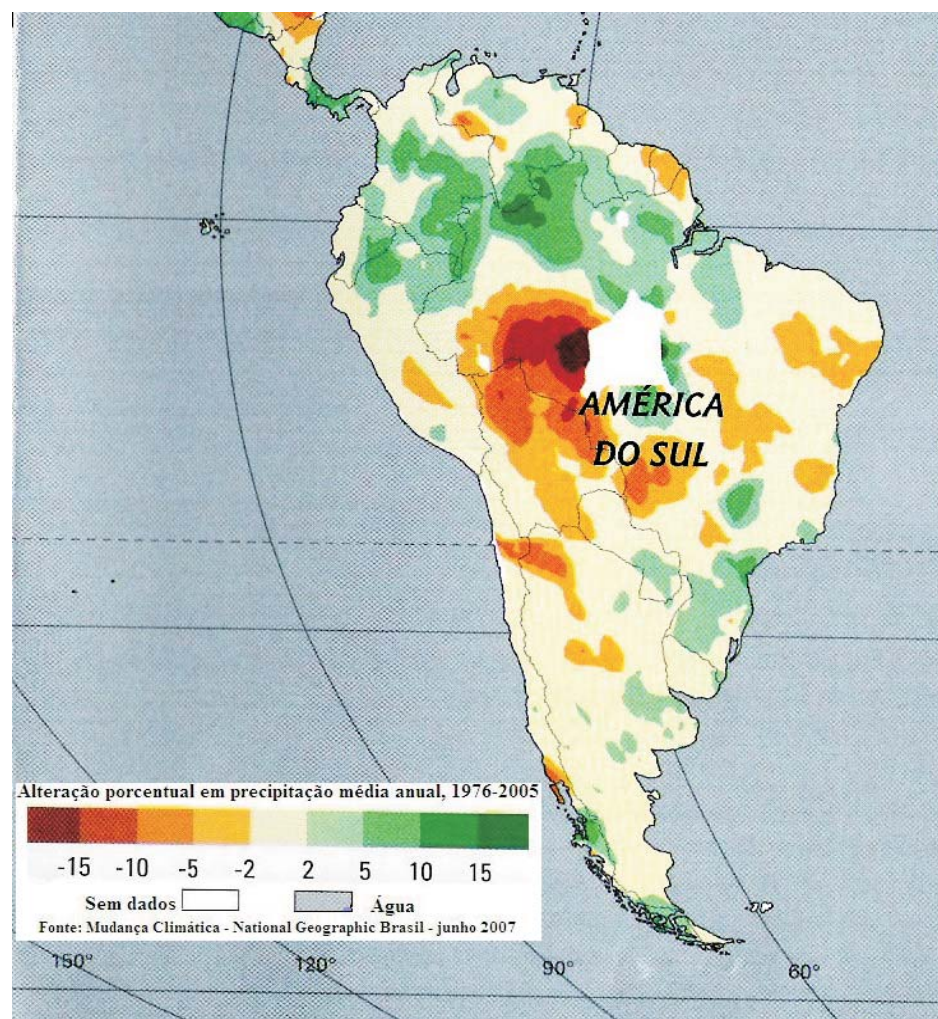 AMÉRICA
DO SUL
Alteração porcentual em precipitação média anual, 1976-2005
-15 -10 -5 -2 2 5 10 15
Sem dados Água
Fonte: Mudança Climática - National Geographic Brasil - junho 2007
150° 120° 90° 60°